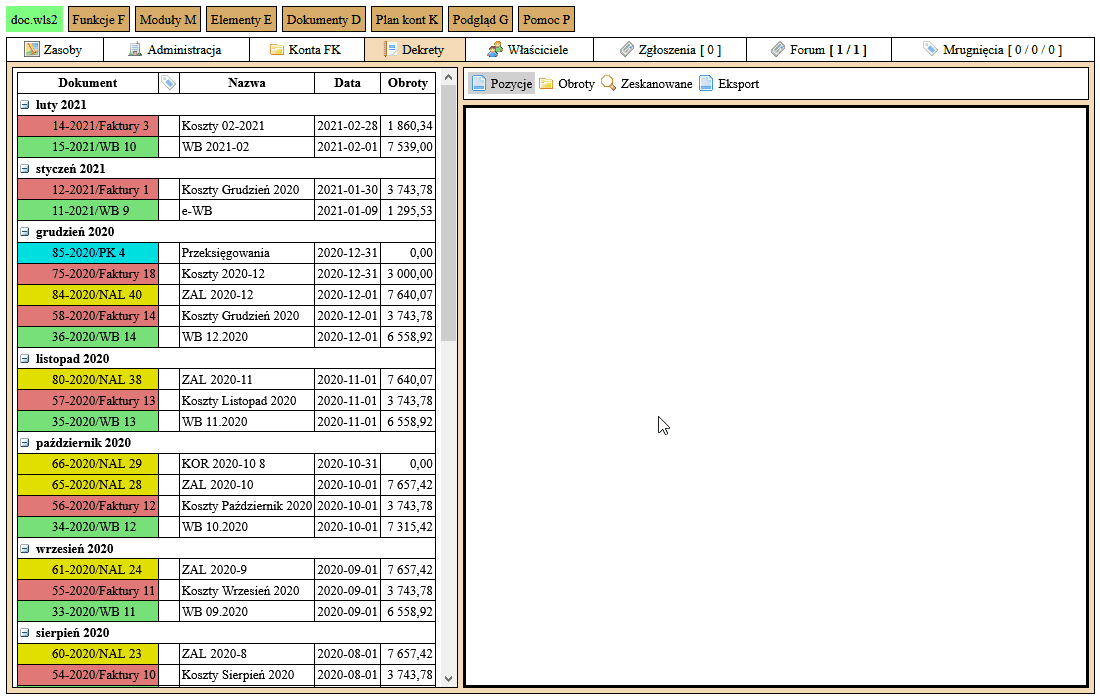 doc.wls2 Funkcje F Moduły M Elementy E Dokumenty D Plan kont K Podgląd G Pomoc P
Zasoby Administracja Konta FK Dekrety Właściciele Zgłoszenia [ 0 ] Forum [ 1 / 1 ] Mrugnięcia [ 0 / 0 / 0 ]
Pozycje Obroty Zeskanowane Eksport
Dokument Nazwa Data Obroty
luty 2021
14-2021/Faktury 3 Koszty 02-2021 2021-02-28 1 860,34
15-2021/WB 10 WB 2021-02 2021-02-01 7 539,00
styczeń 2021
12-2021/Faktury 1 Koszty Grudzień 2020 2021-01-30 3 743,78
11-2021/WB 9 e-WB 2021-01-09 1 295,53
grudzień 2020
85-2020/PK 4 Przeksięgowania 2020-12-31 0,00
75-2020/Faktury 18 Koszty 2020-12 2020-12-31 3 000,00
84-2020/NAL 40 ZAL 2020-12 2020-12-01 7 640,07
58-2020/Faktury 14 Koszty Grudzień 2020 2020-12-01 3 743,78
36-2020/WB 14 WB 12.2020 2020-12-01 6 558,92
listopad 2020
80-2020/NAL 38 ZAL 2020-11 2020-11-01 7 640,07
57-2020/Faktury 13 Koszty Listopad 2020 2020-11-01 3 743,78
35-2020/WB 13 WB 11.2020 2020-11-01 6 558,92
październik 2020
66-2020/NAL 29 KOR 2020-10 8 2020-10-31 0,00
65-2020/NAL 28 ZAL 2020-10 2020-10-01 7 657,42
56-2020/Faktury 12 Koszty Październik 2020 2020-10-01 3 743,78
34-2020/WB 12 WB 10.2020 2020-10-01 7 315,42
wrzesień 2020
61-2020/NAL 24 ZAL 2020-9 2020-09-01 7 657,42
55-2020/Faktury 11 Koszty Wrzesień 2020 2020-09-01 3 743,78
33-2020/WB 11 WB 09.2020 2020-09-01 6 558,92
sierpień 2020
60-2020/NAL 23 ZAL 2020-8 2020-08-01 7 657,42
54-2020/Faktury 10 Koszty Sierpień 2020 2020-08-01 3 743,78